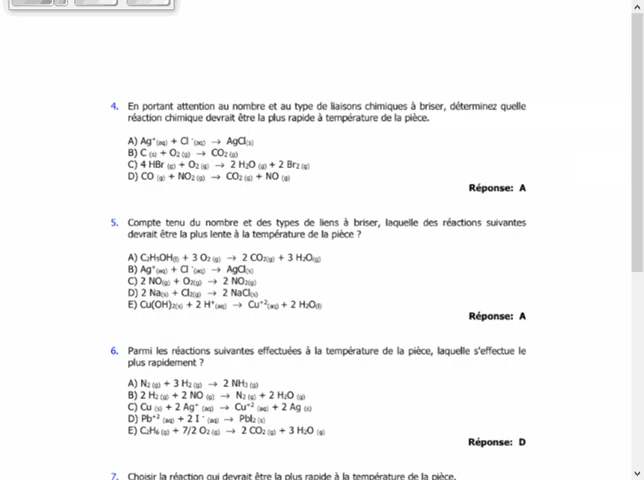 4. En portant attention au nombre et au type de liaisons chimiques à briser, déterminez quelle
réaction chimique devrait être la plus rapide à température de la pièce.
A) Ag⁺(aq) + Cl⁻(aq) → AgCl(s)
B) C (s) + O₂ (g) → CO₂ (g)
C) 4 HBr (g) + O₂ (g) → 2 H₂O (g) + 2 Br₂ (g)
D) CO (g) + NO₂ (g) → CO₂ (g) + NO (g)
Réponse: A
5. Compte tenu du nombre et des types de liens à briser, laquelle des réactions suivantes
devrait être la plus lente à la température de la pièce ?
A) C₂H₅OH(l) + 3 O₂ (g) → 2 CO₂(g) + 3 H₂O(g)
B) Ag⁺(aq) + Cl⁻(aq) → AgCl(s)
C) 2 NO(g) + O₂(g) → 2 NO₂(g)
D) 2 Na(s) + Cl₂(g) → 2 NaCl(s)
E) Cu(OH)₂(s) + 2 H⁺(aq) → Cu⁺²(aq) + 2 H₂O(l)
Réponse: A
6. Parmi les réactions suivantes effectuées à la température de la pièce, laquelle s'effectue le
plus rapidement ?
A) N₂ (g) + 3 H₂ (g) → 2 NH₃ (g)
B) 2 H₂ (g) + 2 NO (g) → N₂ (g) + 2 H₂O (g)
C) Cu (s) + 2 Ag⁺ (aq) → Cu⁺² (aq) + 2 Ag (s)
D) Pb⁺² (aq) + 2 I⁻ (aq) → PbI₂ (s)
E) C₂H₆ (g) + 7/2 O₂ (g) → 2 CO₂ (g) + 3 H₂O (g)
Réponse: D
7. Choisir la réaction qui devrait être la plus rapide à la température de la pièce.